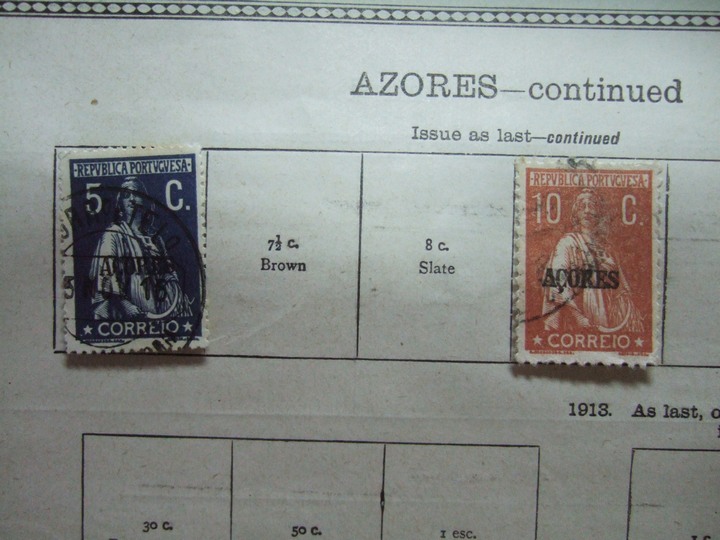 AZORES—continued
Issue as last—continued
REPVBLICA PORTVGVESA
5 C.
AÇORES
CORREIO
7½ c.
Brown
8 c.
Slate
REPVBLICA PORTVGVESA
10 C.
AÇORES
CORREIO
1913. As last,
30 c.
50 c.
1 esc.